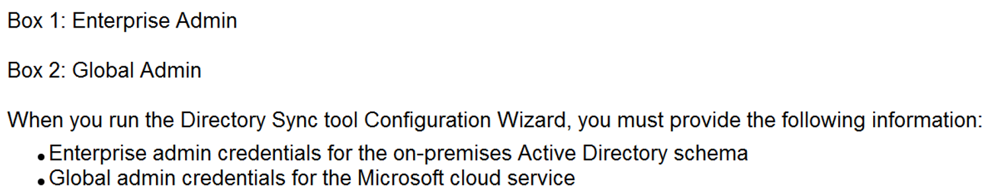 Box 1: Enterprise Admin
Box 2: Global Admin
When you run the Directory Sync tool Configuration Wizard, you must provide the following information:
• Enterprise admin credentials for the on-premises Active Directory schema
• Global admin credentials for the Microsoft cloud service